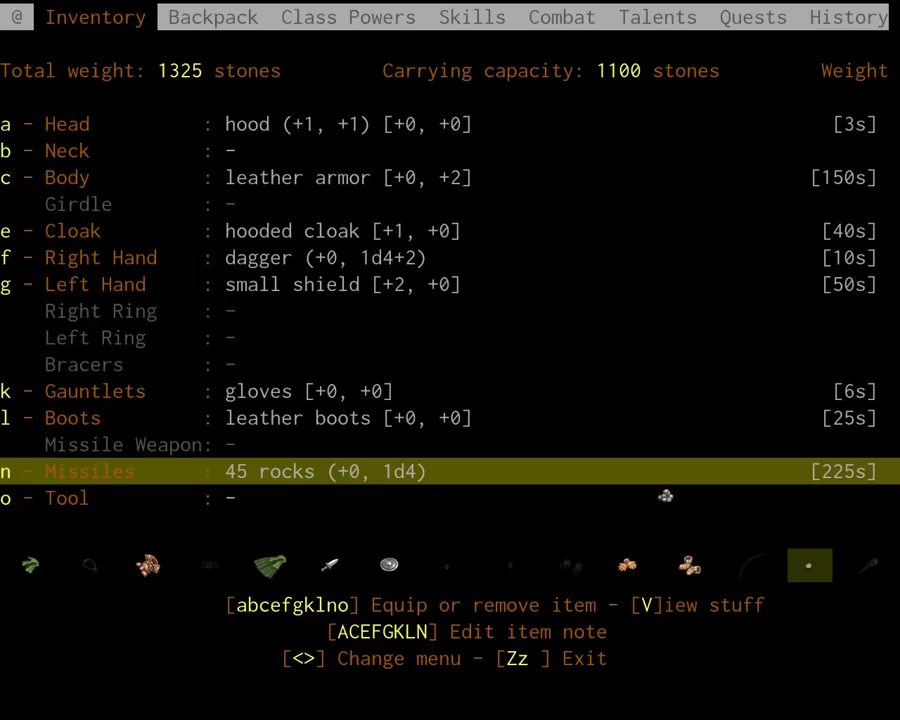 @ Inventory Backpack Class Powers Skills Combat Talents Quests History
Total weight: 1325 stones Carrying capacity: 1100 stones Weight
a - Head : hood (+1, +1) [+0, +0] [3s]
b - Neck : -
c - Body : leather armor [+0, +2] [150s]
Girdle : -
e - Cloak : hooded cloak [+1, +0] [40s]
f - Right Hand : dagger (+0, 1d4+2) [10s]
g - Left Hand : small shield [+2, +0] [50s]
Right Ring : -
Left Ring : -
Bracers : -
k - Gauntlets : gloves [+0, +0] [6s]
l - Boots : leather boots [+0, +0] [25s]
Missile Weapon: -
n - Missiles : 45 rocks (+0, 1d4) [225s]
o - Tool : -
[abcefgklno] Equip or remove item - [V]iew stuff
[ACEFGKLN] Edit item note
[<>] Change menu - [Zz ] Exit